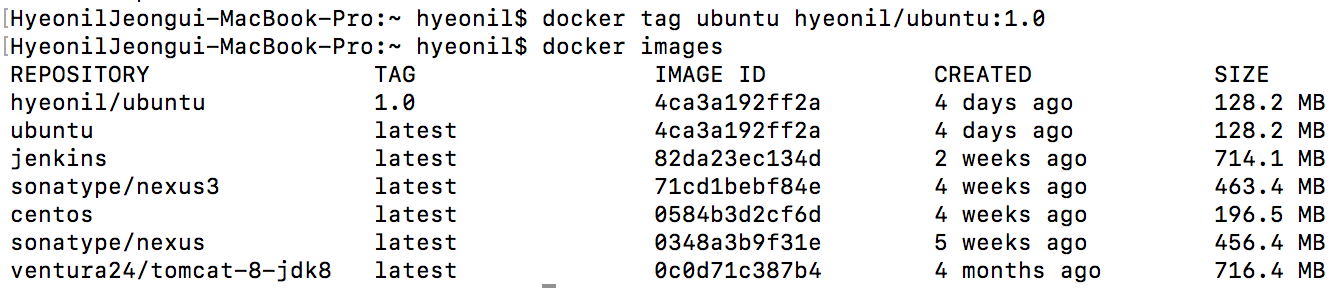 [HyeonilJeongui-MacBook-Pro:~ hyeonil$ docker tag ubuntu hyeonil/ubuntu:1.0
[HyeonilJeongui-MacBook-Pro:~ hyeonil$ docker images
REPOSITORY TAG IMAGE ID CREATED SIZE
hyeonil/ubuntu 1.0 4ca3a192ff2a 4 days ago 128.2 MB
ubuntu latest 4ca3a192ff2a 4 days ago 128.2 MB
jenkins latest 82da23ec134d 2 weeks ago 714.1 MB
sonatype/nexus3 latest 71cd1bebf84e 4 weeks ago 463.4 MB
centos latest 0584b3d2cf6d 4 weeks ago 196.5 MB
sonatype/nexus latest 0348a3b9f31e 5 weeks ago 456.4 MB
ventura24/tomcat-8-jdk8 latest 0c0d71c387b4 4 months ago 716.4 MB